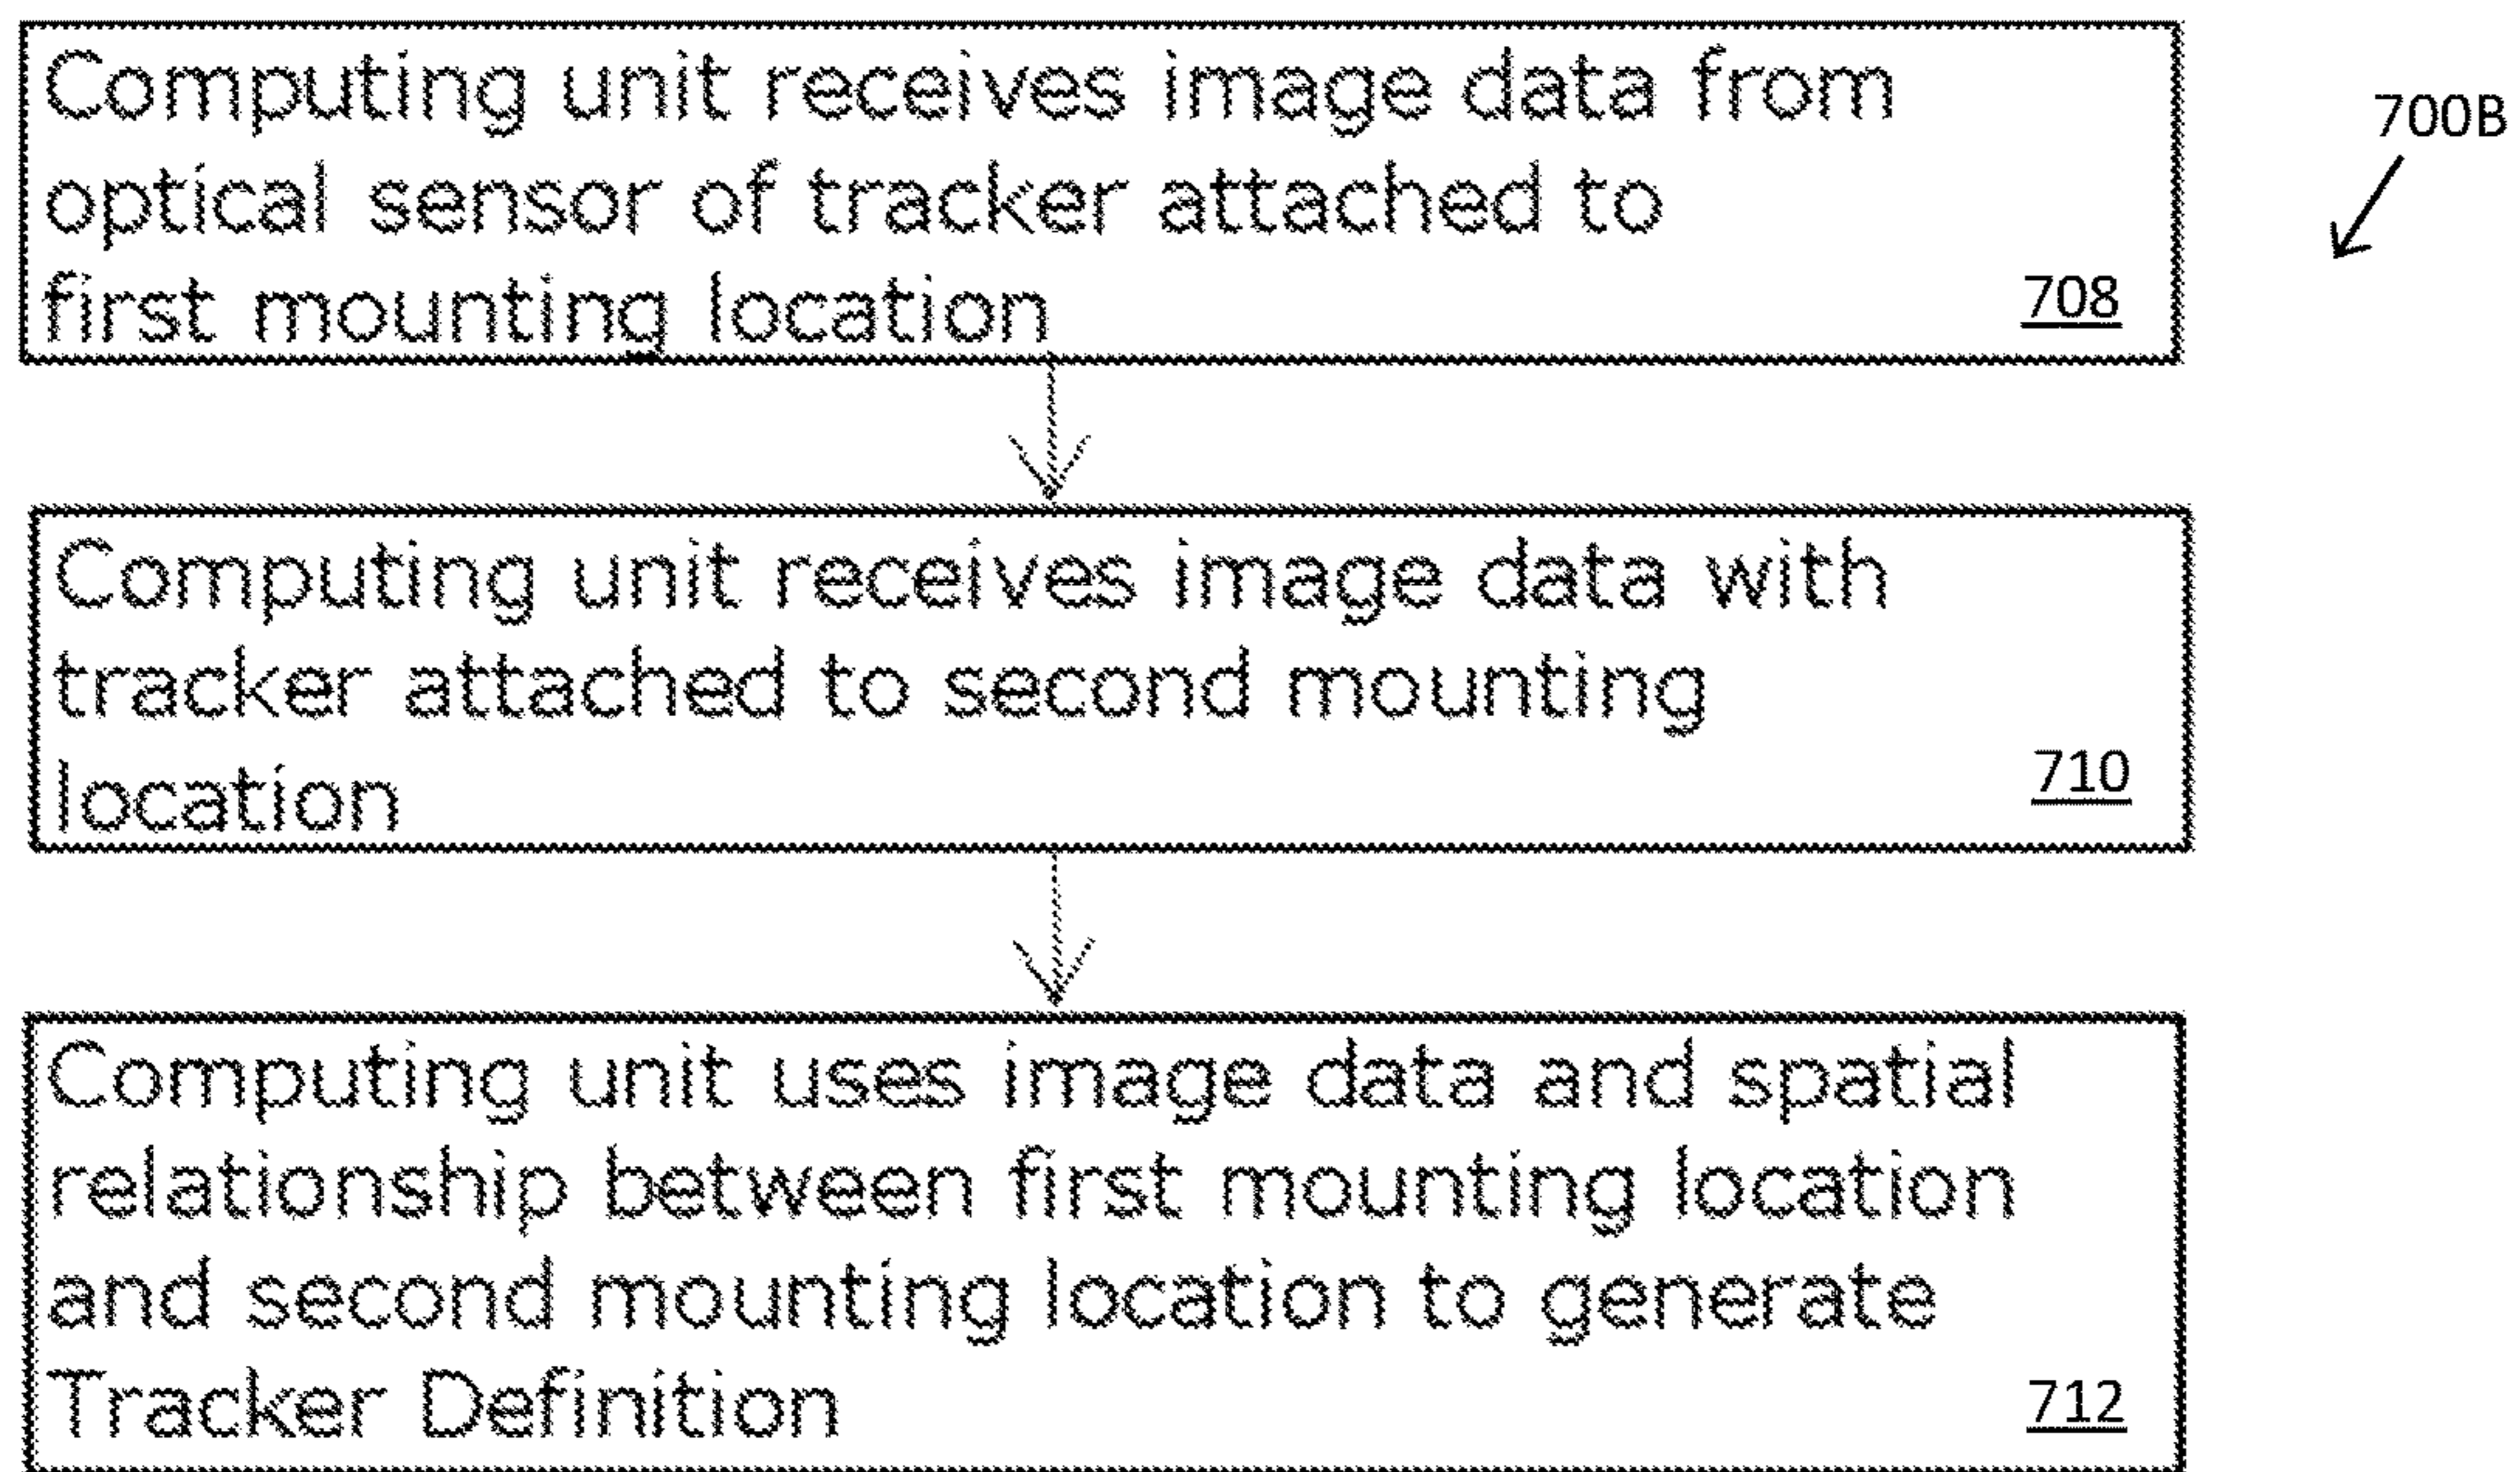 Computing unit receives image data from
optical sensor of tracker attached to
first mounting location
708
700B
Computing unit receives image data with
tracker attached to second mounting
location
710
Computing unit uses image data and spatial
relationship between first mounting location
and second mounting location to generate
Tracker Definition
712